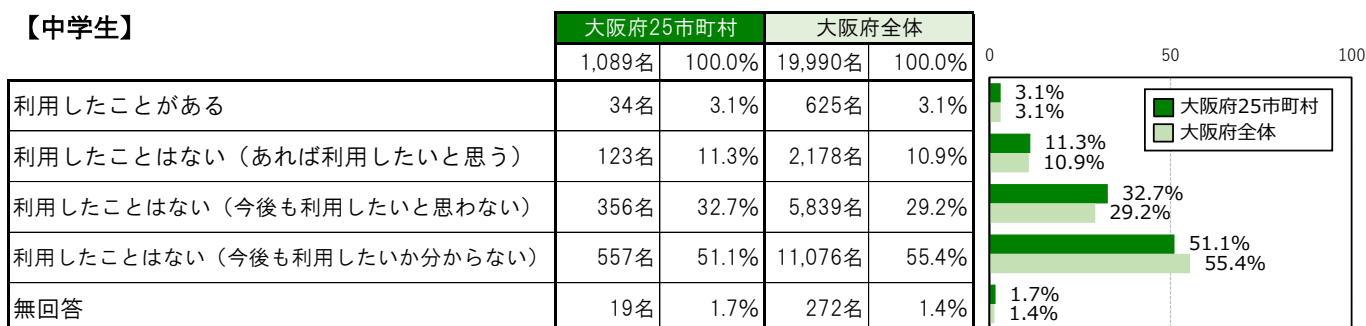 【中学生】
大阪府25市町村 大阪府全体
1,089名 100.0% 19,990名 100.0%
利用したことがある 34名 3.1% 625名 3.1%
利用したことはない（あれば利用したいと思う） 123名 11.3% 2,178名 10.9%
利用したことはない（今後も利用したいと思わない） 356名 32.7% 5,839名 29.2%
利用したことはない（今後も利用したいか分からない） 557名 51.1% 11,076名 55.4%
無回答 19名 1.7% 272名 1.4%
0 50 100
3.1%
3.1%
11.3%
10.9%
32.7%
29.2%
51.1%
55.4%
1.7%
1.4%
大阪府25市町村
大阪府全体